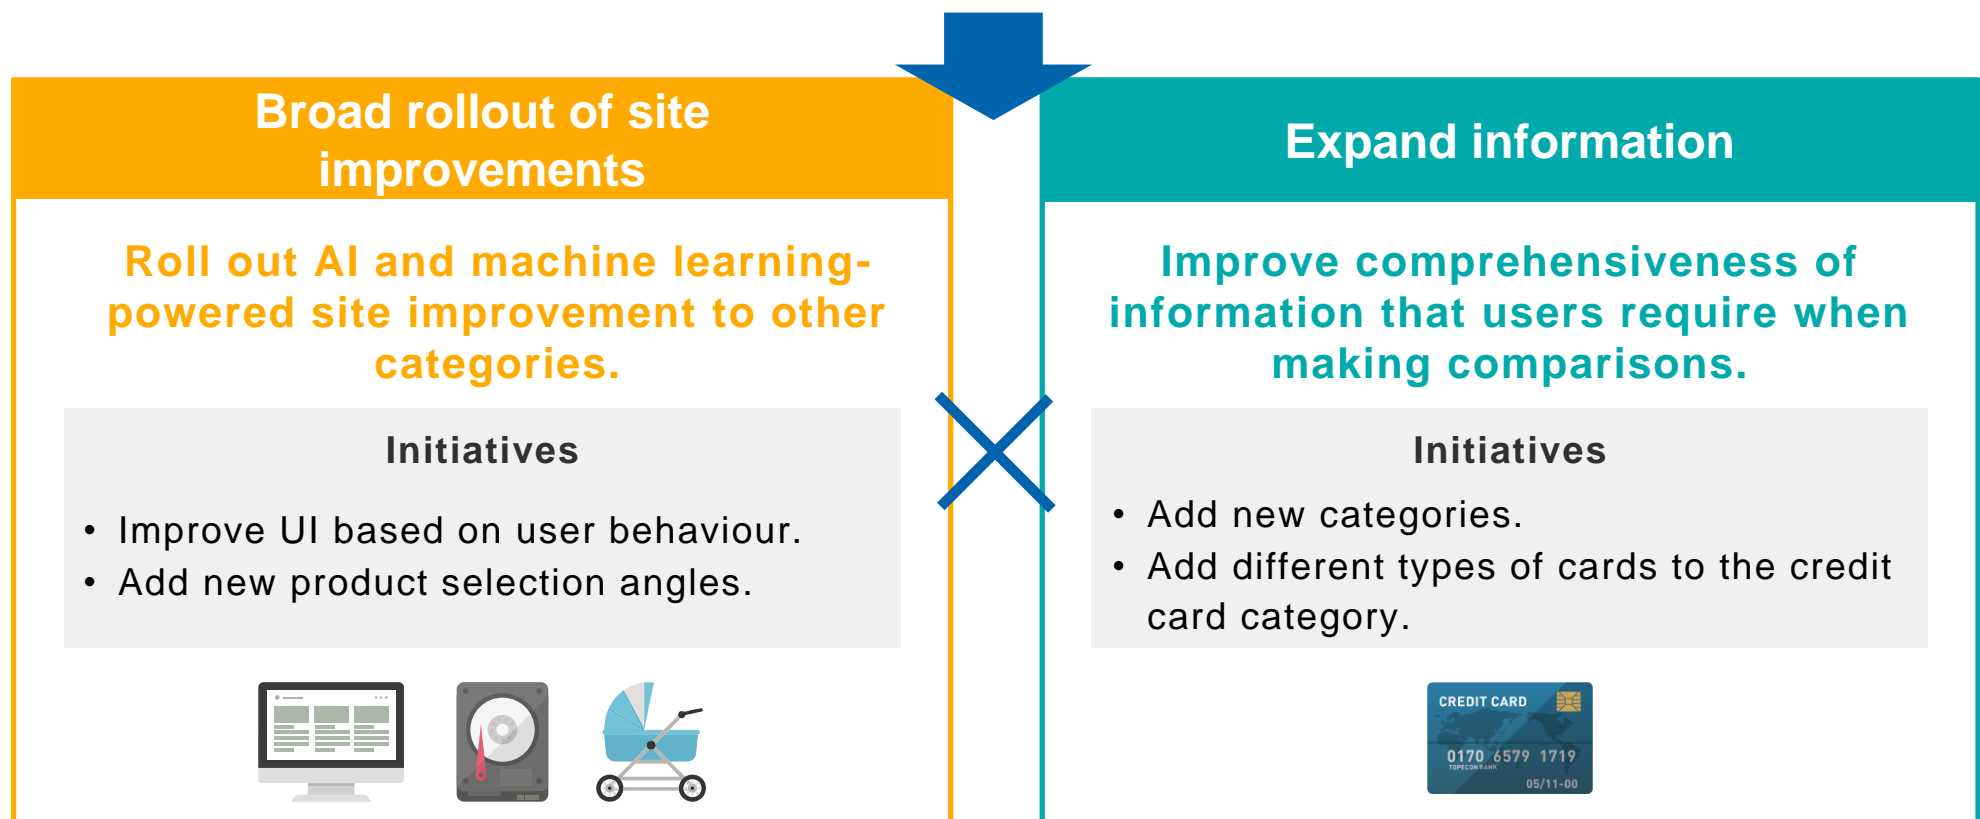 Broad rollout of site
improvements
Roll out AI and machine learning-
powered site improvement to other
categories.
Initiatives
• Improve UI based on user behaviour.
• Add new product selection angles.
Expand information
Improve comprehensiveness of
information that users require when
making comparisons.
Initiatives
• Add new categories.
• Add different types of cards to the credit
card category.
CREDIT CARD
0170 6579 1719
TOPECON BANK
05/11-00